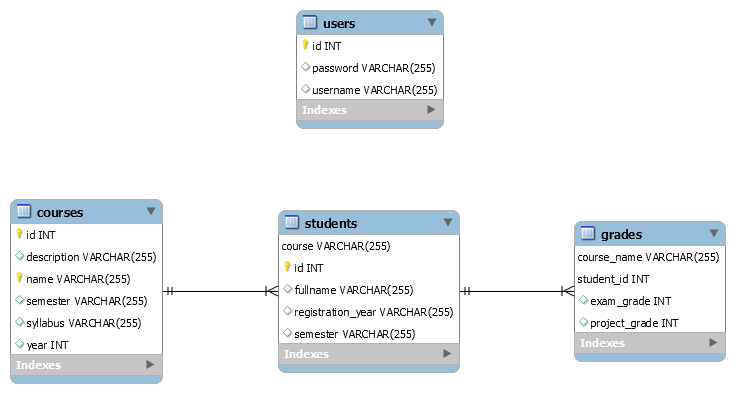 users
id INT
password VARCHAR(255)
username VARCHAR(255)
Indexes
courses
id INT
description VARCHAR(255)
name VARCHAR(255)
semester VARCHAR(255)
syllabus VARCHAR(255)
year INT
Indexes
students
course VARCHAR(255)
id INT
fullname VARCHAR(255)
registration_year VARCHAR(255)
semester VARCHAR(255)
Indexes
grades
course_name VARCHAR(255)
student_id INT
exam_grade INT
project_grade INT
Indexes